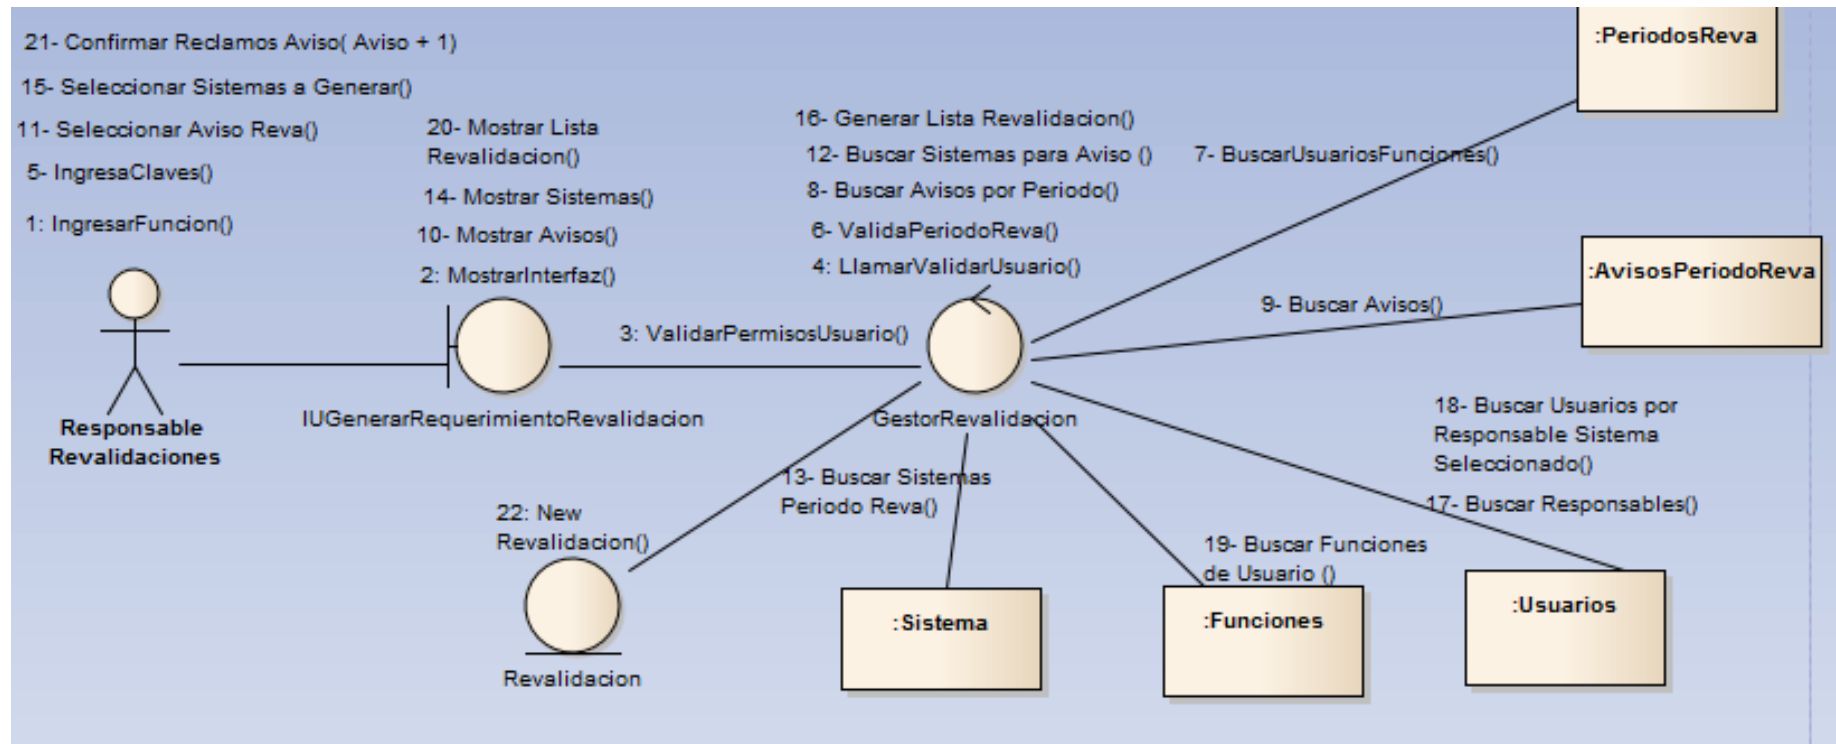 21- Confirmar Reclamos Aviso( Aviso + 1)
15- Seleccionar Sistemas a Generar()
11- Seleccionar Aviso Reva()
5- IngresaClaves()
1: IngresarFuncion()
20- Mostrar Lista
Revalidacion()
14- Mostrar Sistemas()
10- Mostrar Avisos()
2: MostrarInterfaz()
16- Generar Lista Revalidacion()
12- Buscar Sistemas para Aviso ()
8- Buscar Avisos por Periodo()
6- ValidaPeriodoReva()
4: LlamarValidarUsuario()
:PeriodosReva
7- BuscarUsuariosFunciones()
:AvisosPeriodoReva
9- Buscar Avisos()
3: ValidarPermisosUsuario()
Responsable
Revalidaciones
IUGenerarRequerimientoRevalidacion
GestorRevalidacion
18- Buscar Usuarios por
Responsable Sistema
Seleccionado()
17- Buscar Responsables()
13- Buscar Sistemas
Periodo Reva()
22: New
Revalidacion()
19- Buscar Funciones
de Usuario ()
Revalidacion
:Sistema
:Funciones
:Usuarios